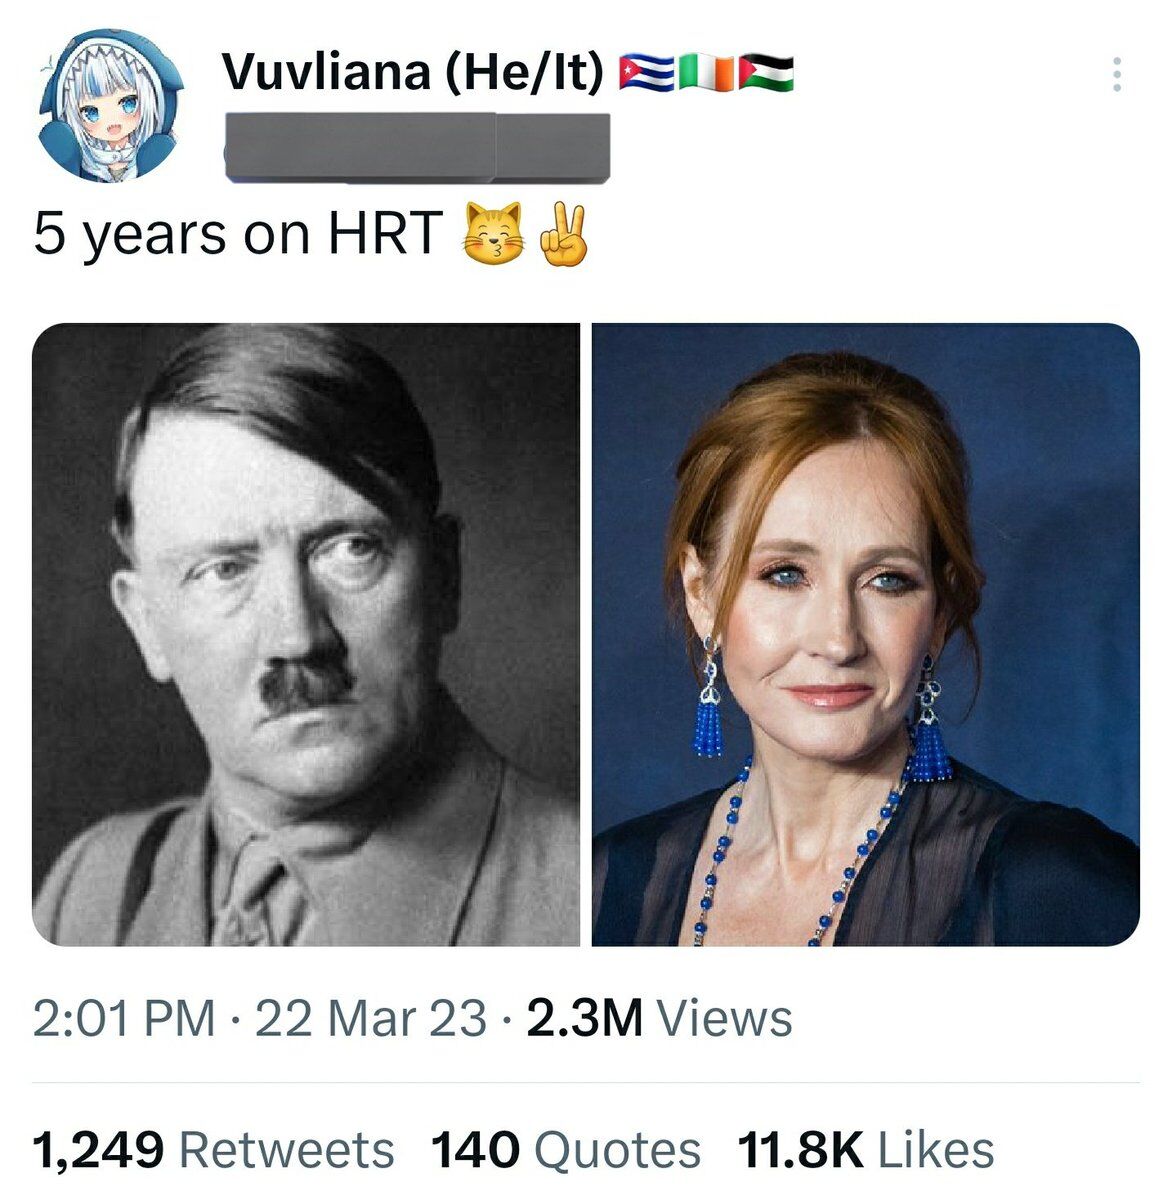 Vuvliana (He/It) 🇨🇺🇮🇪🇵🇸
5 years on HRT 😽✌️
2:01 PM · 22 Mar 23 · 2.3M Views
1,249 Retweets 140 Quotes 11.8K Likes